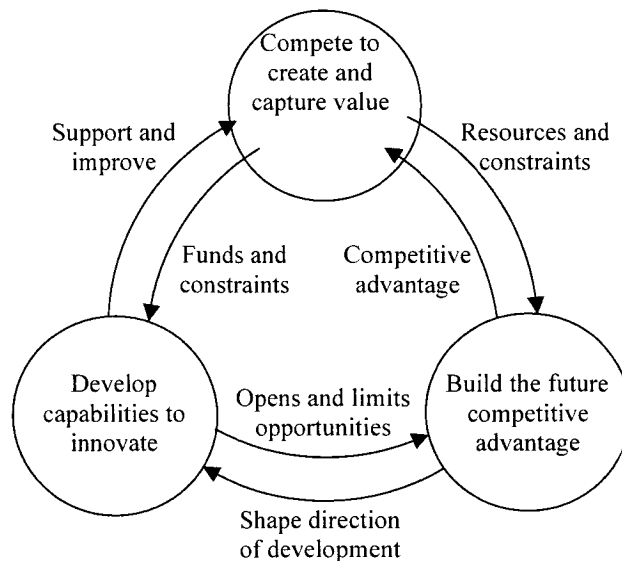 Compete to
create and
capture value
Support and
improve
Resources and
constraints
Funds and
constraints
Competitive
advantage
Develop
capabilities to
innovate
Opens and limits
opportunities
Build the future
competitive
advantage
Shape direction
of development